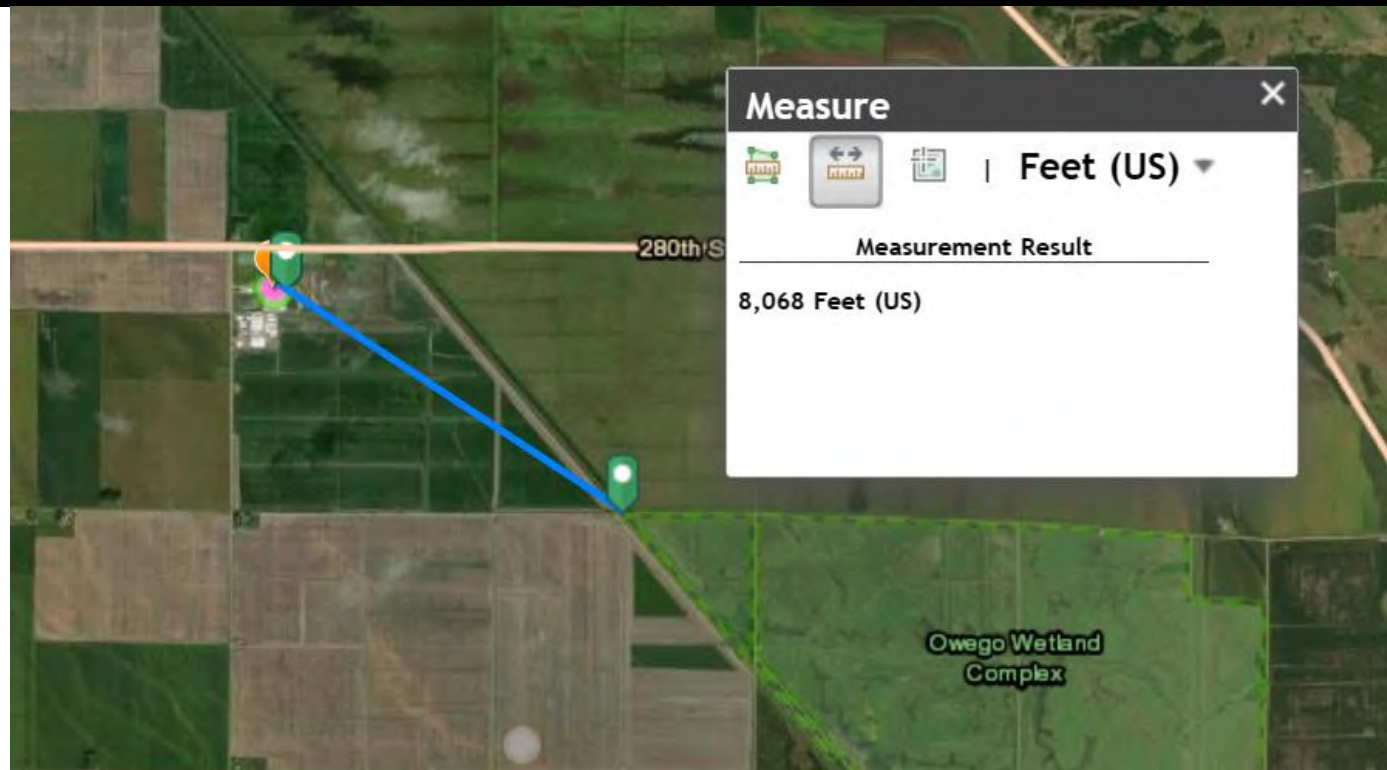 Measure
| Feet (US)
280th S
Measurement Result
8,068 Feet (US)
Owego Wetland
Complex